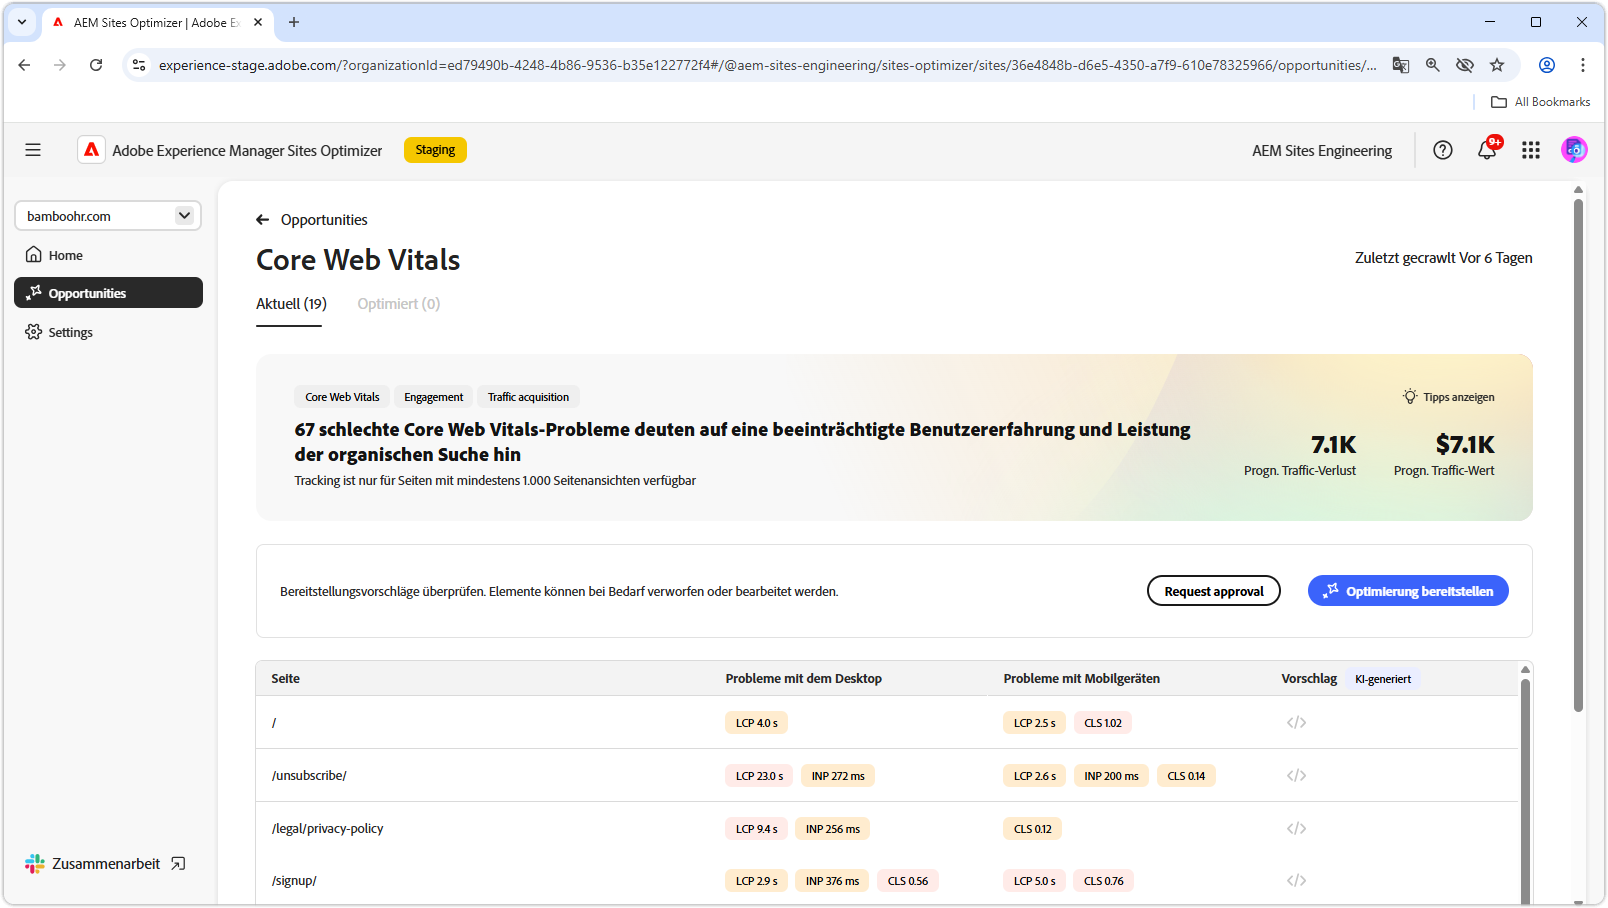 AEM Sites Optimizer | Adobe Ex
experience-stage.adobe.com/?organizationId=ed79490b-4248-4b86-9536-b35e122772f4#/@aem-sites-engineering/sites-optimizer/sites/36e4848b-d6e5-4350-a7f9-610e78325966/opportunities/...
All Bookmarks
Adobe Experience Manager Sites Optimizer
Staging
AEM Sites Engineering
9+
bamboohr.com
Home
Opportunities
Settings
Zusammenarbeit
Opportunities
Core Web Vitals
Zuletzt gecrawlt Vor 6 Tagen
Aktuell (19)
Optimiert (0)
Core Web Vitals
Engagement
Traffic acquisition
Tipps anzeigen
67 schlechte Core Web Vitals-Probleme deuten auf eine beeinträchtigte Benutzererfahrung und Leistung
der organischen Suche hin
Tracking ist nur für Seiten mit mindestens 1.000 Seitenansichten verfügbar
7.1K
Progn. Traffic-Verlust
$7.1K
Progn. Traffic-Wert
Bereitstellungsvorschläge überprüfen. Elemente können bei Bedarf verworfen oder bearbeitet werden.
Request approval
Optimierung bereitstellen
Seite Probleme mit dem Desktop Probleme mit Mobilgeräten Vorschlag KI-generiert
/ LCP 4.0 s LCP 2.5 s CLS 1.02 </>
/unsubscribe/ LCP 23.0 s INP 272 ms LCP 2.6 s INP 200 ms CLS 0.14 </>
/legal/privacy-policy LCP 9.4 s INP 256 ms CLS 0.12 </>
/signup/ LCP 2.9 s INP 376 ms CLS 0.56 LCP 5.0 s CLS 0.76 </>